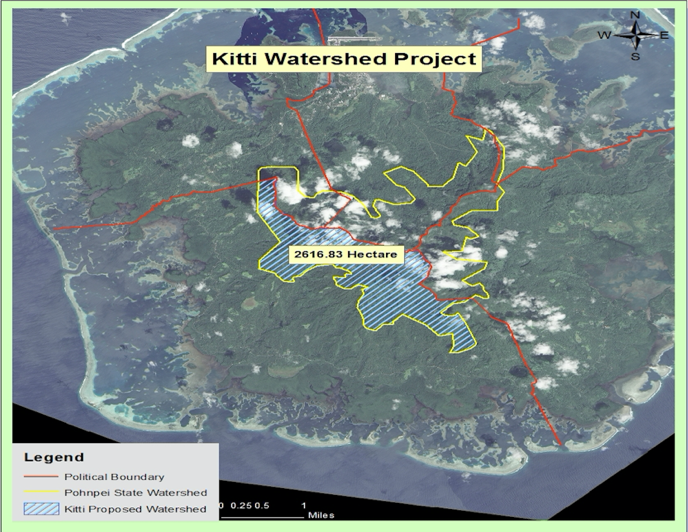 N
W E
S
Kitti Watershed Project
2616.83 Hectare
Legend
Political Boundary
Pohnpei State Watershed
Kitti Proposed Watershed
0 0.25 0.5 1
Miles